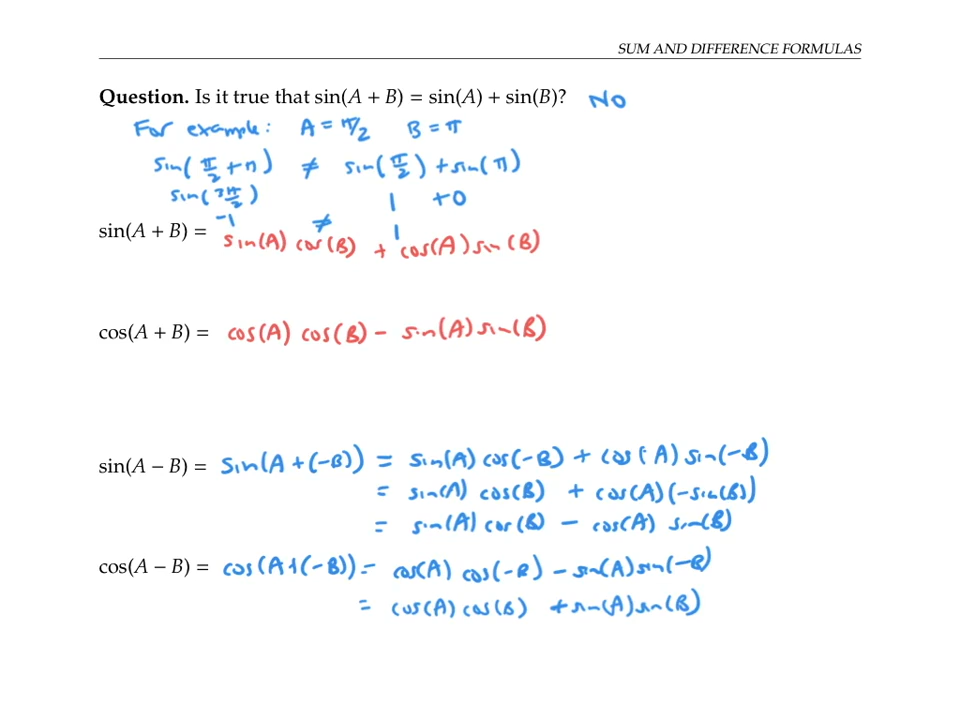 SUM AND DIFFERENCE FORMULAS
Question. Is it true that sin(A + B) = sin(A) + sin(B)? NO
For example: A = π/2 B = π
sin(π/2 + π) ≠ sin(π/2) + sin(π)
sin(3π/2) 1 + 0
-1 ≠ 1
sin(A + B) = sin(A) cos(B) + cos(A) sin(B)
cos(A + B) = cos(A) cos(B) - sin(A) sin(B)
sin(A − B) = sin(A + (-B)) = sin(A) cos(-B) + cos(A) sin(-B)
= sin(A) cos(B) + cos(A)(-sin(B))
= sin(A) cos(B) - cos(A) sin(B)
cos(A − B) = cos(A + (-B)) = cos(A) cos(-B) - sin(A) sin(-B)
= cos(A) cos(B) + sin(A) sin(B)